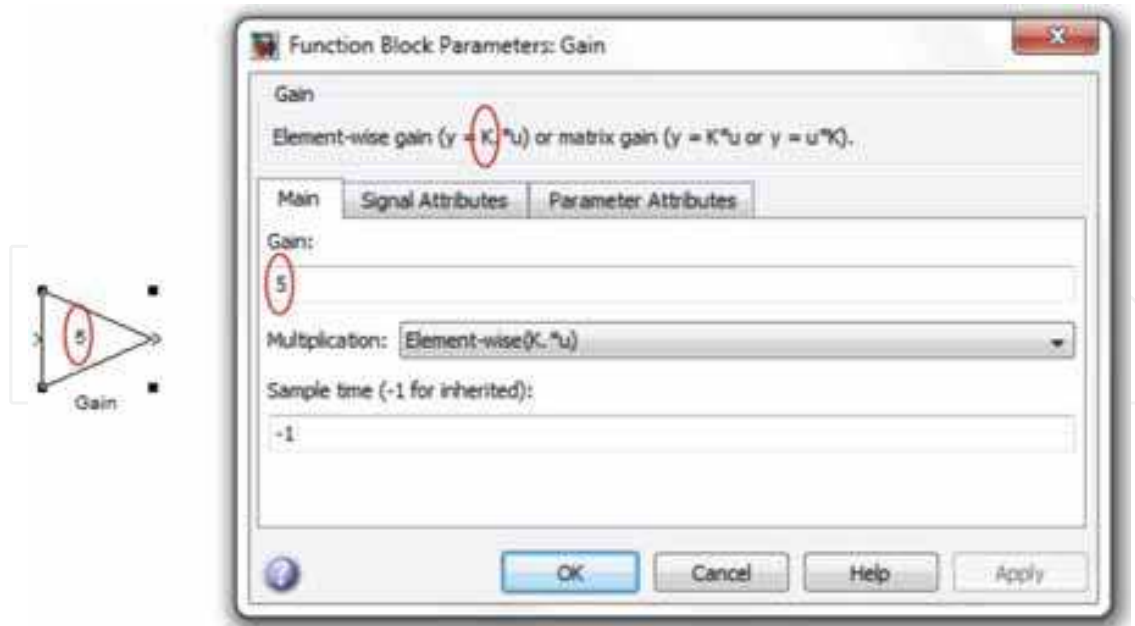 Function Block Parameters: Gain
Gain
Element-wise gain (y = K.*u) or matrix gain (y = K*u or y = u*K).
Main Signal Attributes Parameter Attributes
Gain:
5
Multiplication: Element-wise(K.*u)
Sample time (-1 for inherited):
-1
OK Cancel Help Apply
5
Gain